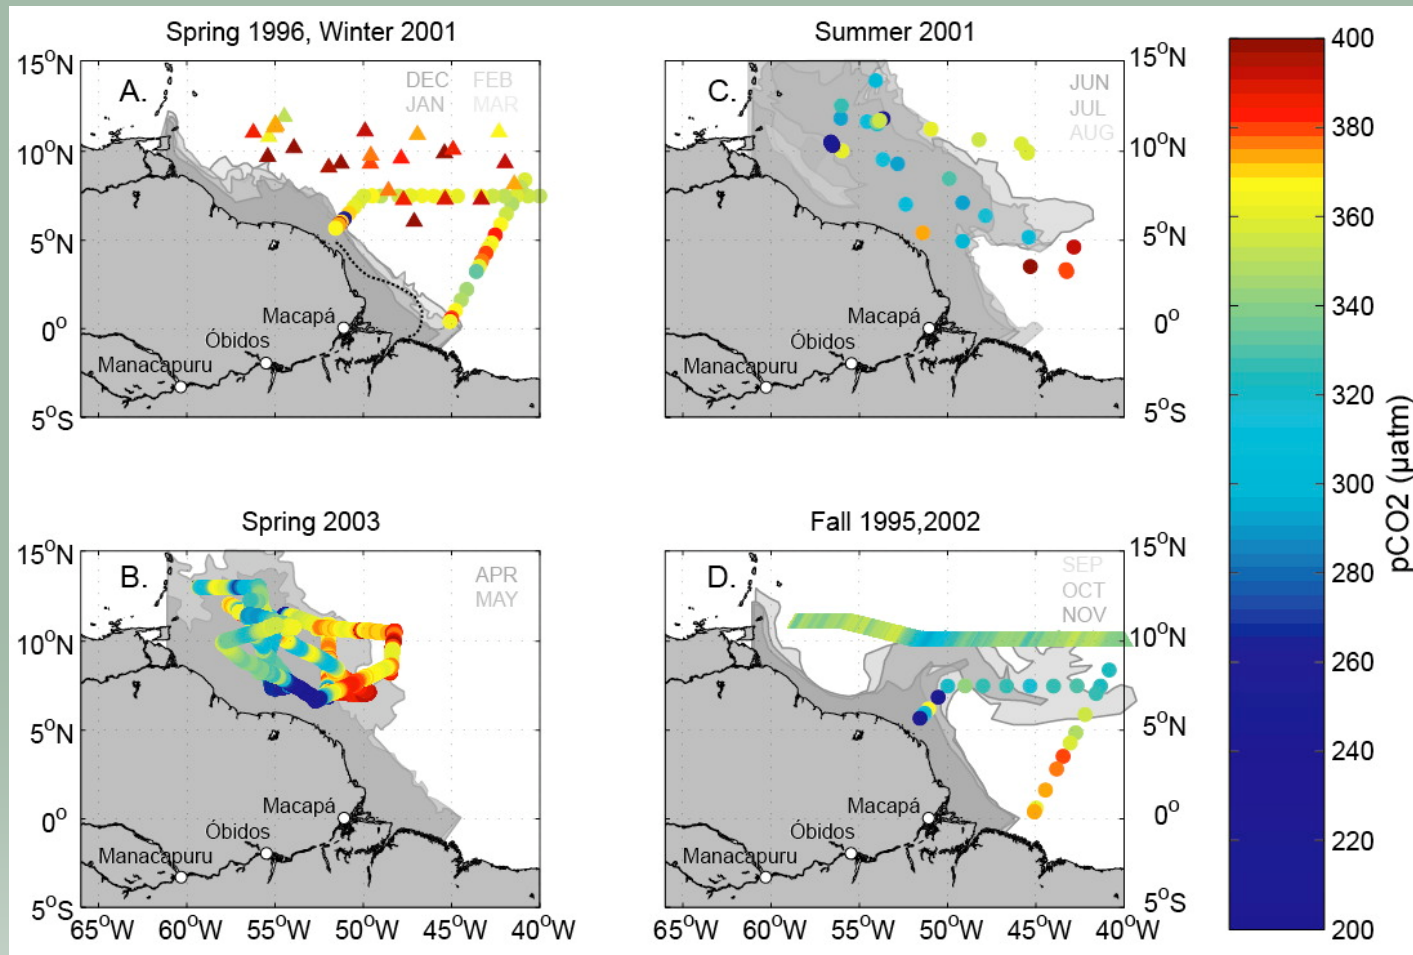 Spring 1996, Winter 2001
15°N
A.
DEC FEB
JAN MAR
10°N
5°N
0°
5°S
Macapá
Óbidos
Manacapuru
Summer 2001
15°N
C.
JUN
JUL
AUG
10°N
5°N
0°
5°S
Macapá
Óbidos
Manacapuru
Spring 2003
15°N
B.
APR
MAY
10°N
5°N
0°
5°S
Macapá
Óbidos
Manacapuru
65°W 60°W 55°W 50°W 45°W 40°W
Fall 1995,2002
15°N
D.
SEP
OCT
NOV
10°N
5°N
0°
5°S
Macapá
Óbidos
Manacapuru
65°W 60°W 55°W 50°W 45°W 40°W
400
380
360
340
320
300
280
260
240
220
200
pCO2 (µatm)